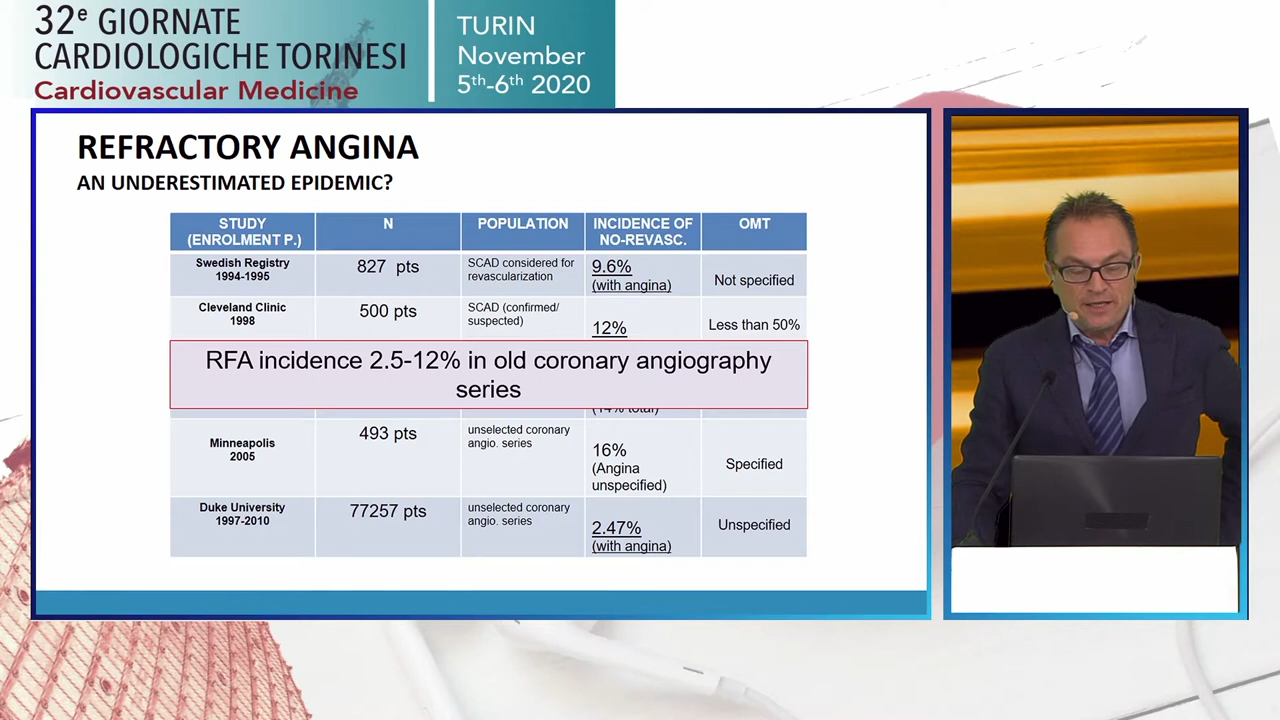 32e GIORNATE
CARDIOLOGICHE TORINESI
Cardiovascular Medicine
TURIN
November
5th-6th 2020
REFRACTORY ANGINA
AN UNDERESTIMATED EPIDEMIC?
STUDY
(ENROLMENT P.)
N
POPULATION
INCIDENCE OF
NO-REVASC.
OMT
Swedish Registry
1994-1995
827 pts
SCAD considered for
revascularization
9.6%
(with angina)
Not specified
Cleveland Clinic
1998
500 pts
SCAD (confirmed/
suspected)
12%
Less than 50%
RFA incidence 2.5-12% in old coronary angiography
series
(14% total)
Minneapolis
2005
493 pts
unselected coronary
angio. series
16%
(Angina
unspecified)
Specified
Duke University
1997-2010
77257 pts
unselected coronary
angio. series
2.47%
(with angina)
Unspecified